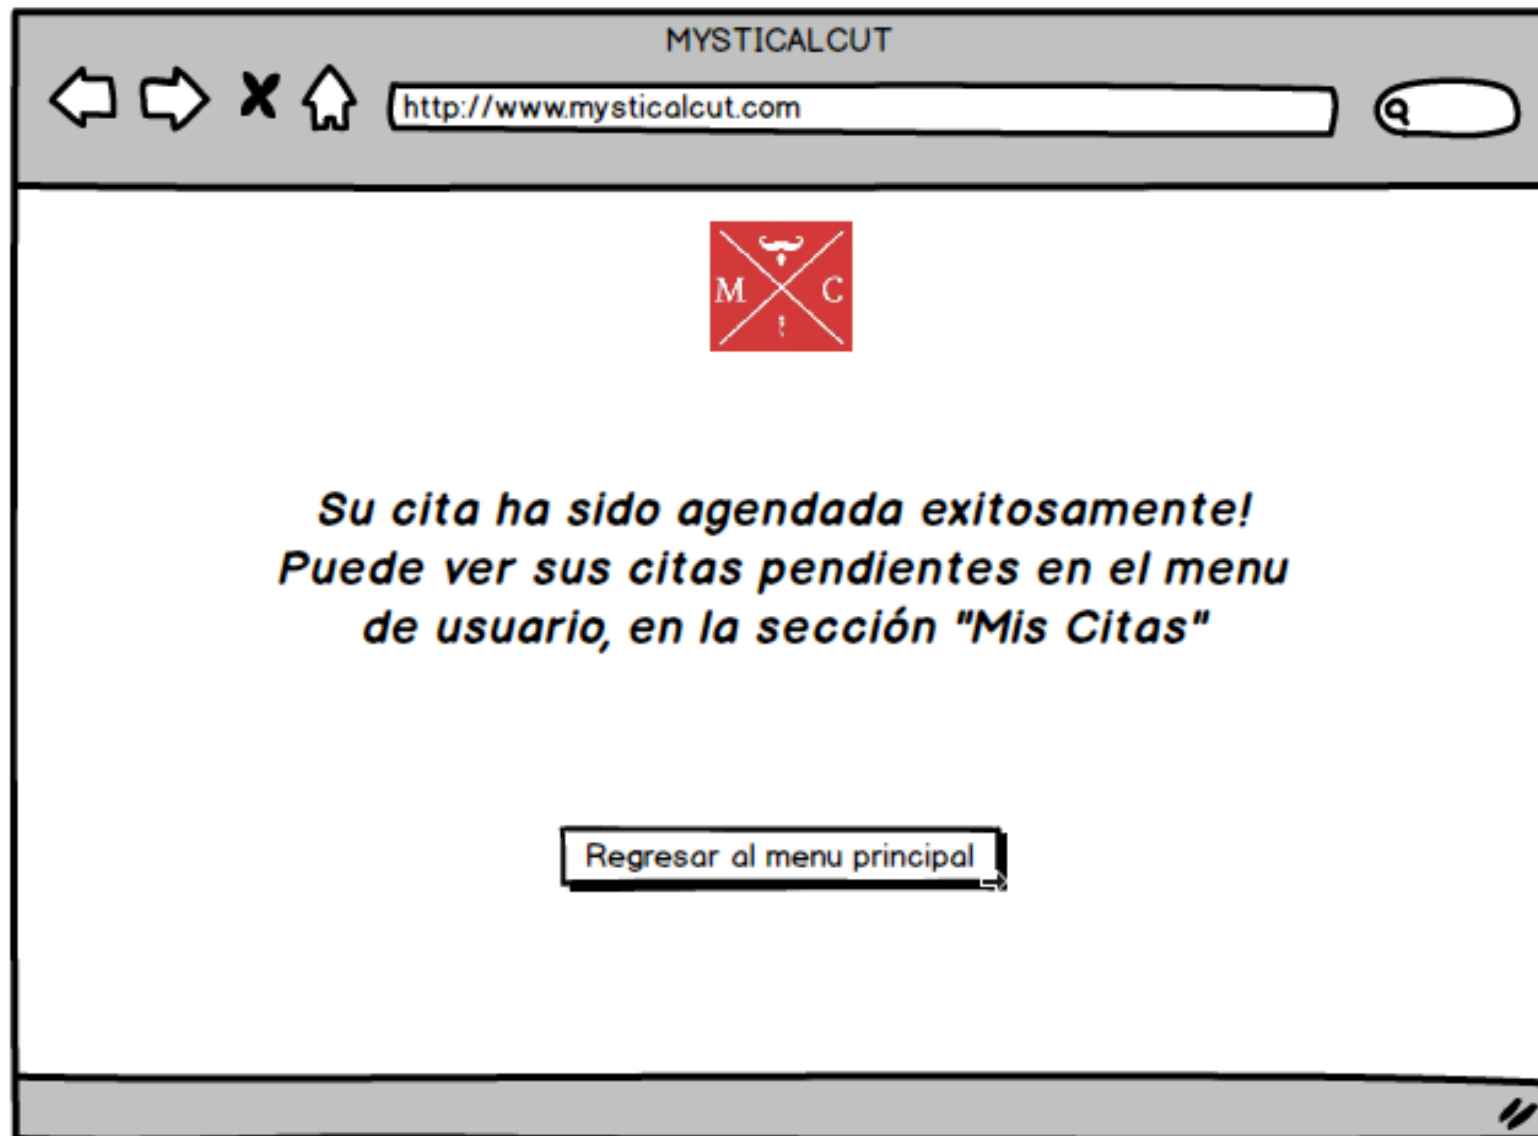 MYSTICALCUT
http://www.mysticalcut.com
M C
Su cita ha sido agendada exitosamente!
Puede ver sus citas pendientes en el menu
de usuario, en la sección "Mis Citas"
Regresar al menu principal